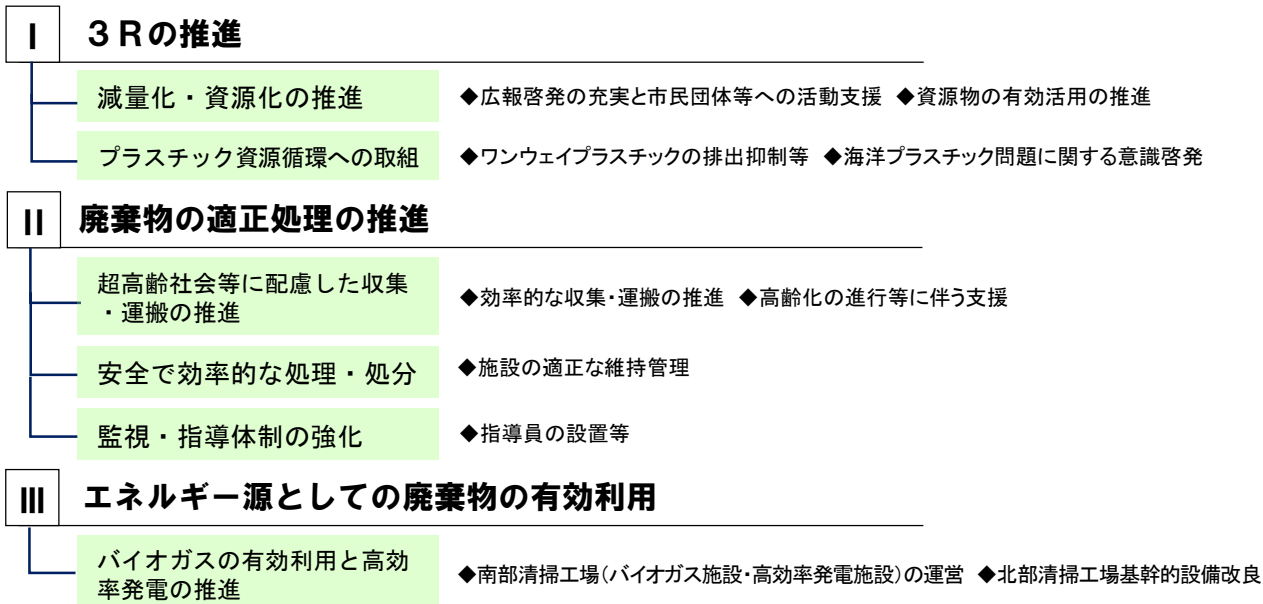 I 3Rの推進
減量化・資源化の推進 ◆広報啓発の充実と市民団体等への活動支援 ◆資源物の有効活用の推進
プラスチック資源循環への取組 ◆ワンウェイプラスチックの排出抑制等 ◆海洋プラスチック問題に関する意識啓発
II 廃棄物の適正処理の推進
超高齢社会等に配慮した収集
・運搬の推進
◆効率的な収集・運搬の推進 ◆高齢化の進行等に伴う支援
安全で効率的な処理・処分 ◆施設の適正な維持管理
監視・指導体制の強化 ◆指導員の設置等
III エネルギー源としての廃棄物の有効利用
バイオガスの有効利用と高効
率発電の推進
◆南部清掃工場(バイオガス施設・高効率発電施設)の運営 ◆北部清掃工場基幹的設備改良